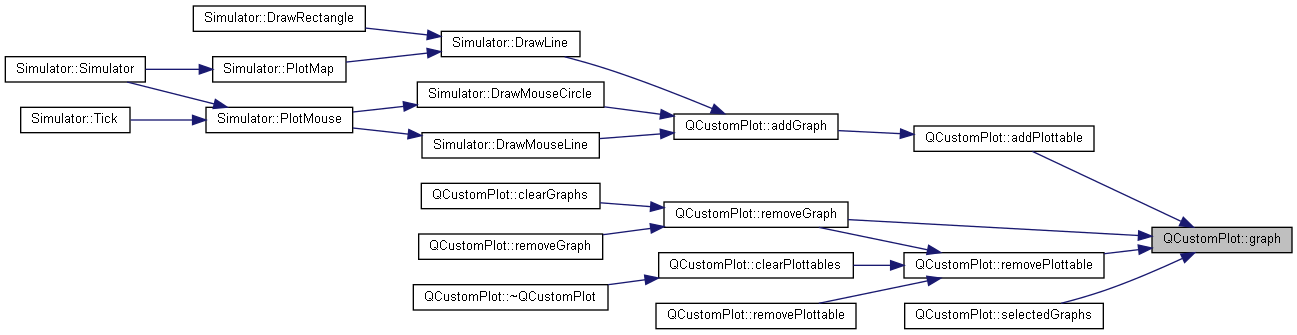 Simulator::DrawRectangle
Simulator::DrawLine
Simulator::Simulator
Simulator::PlotMap
Simulator::DrawMouseCircle
Simulator::Tick
Simulator::PlotMouse
QCustomPlot::addGraph
QCustomPlot::addPlottable
Simulator::DrawMouseLine
QCustomPlot::clearGraphs
QCustomPlot::removeGraph
QCustomPlot::graph
QCustomPlot::removeGraph
QCustomPlot::clearPlottables
QCustomPlot::removePlottable
QCustomPlot::~QCustomPlot
QCustomPlot::removePlottable
QCustomPlot::selectedGraphs